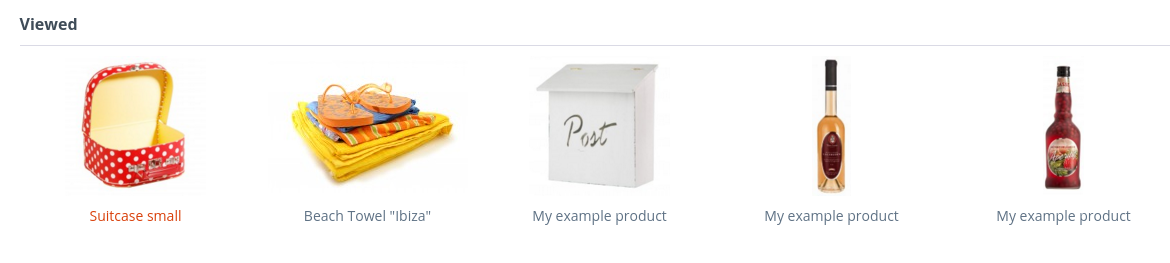 Viewed
Post
Suitcase small
Beach Towel "Ibiza"
My example product
My example product
My example product